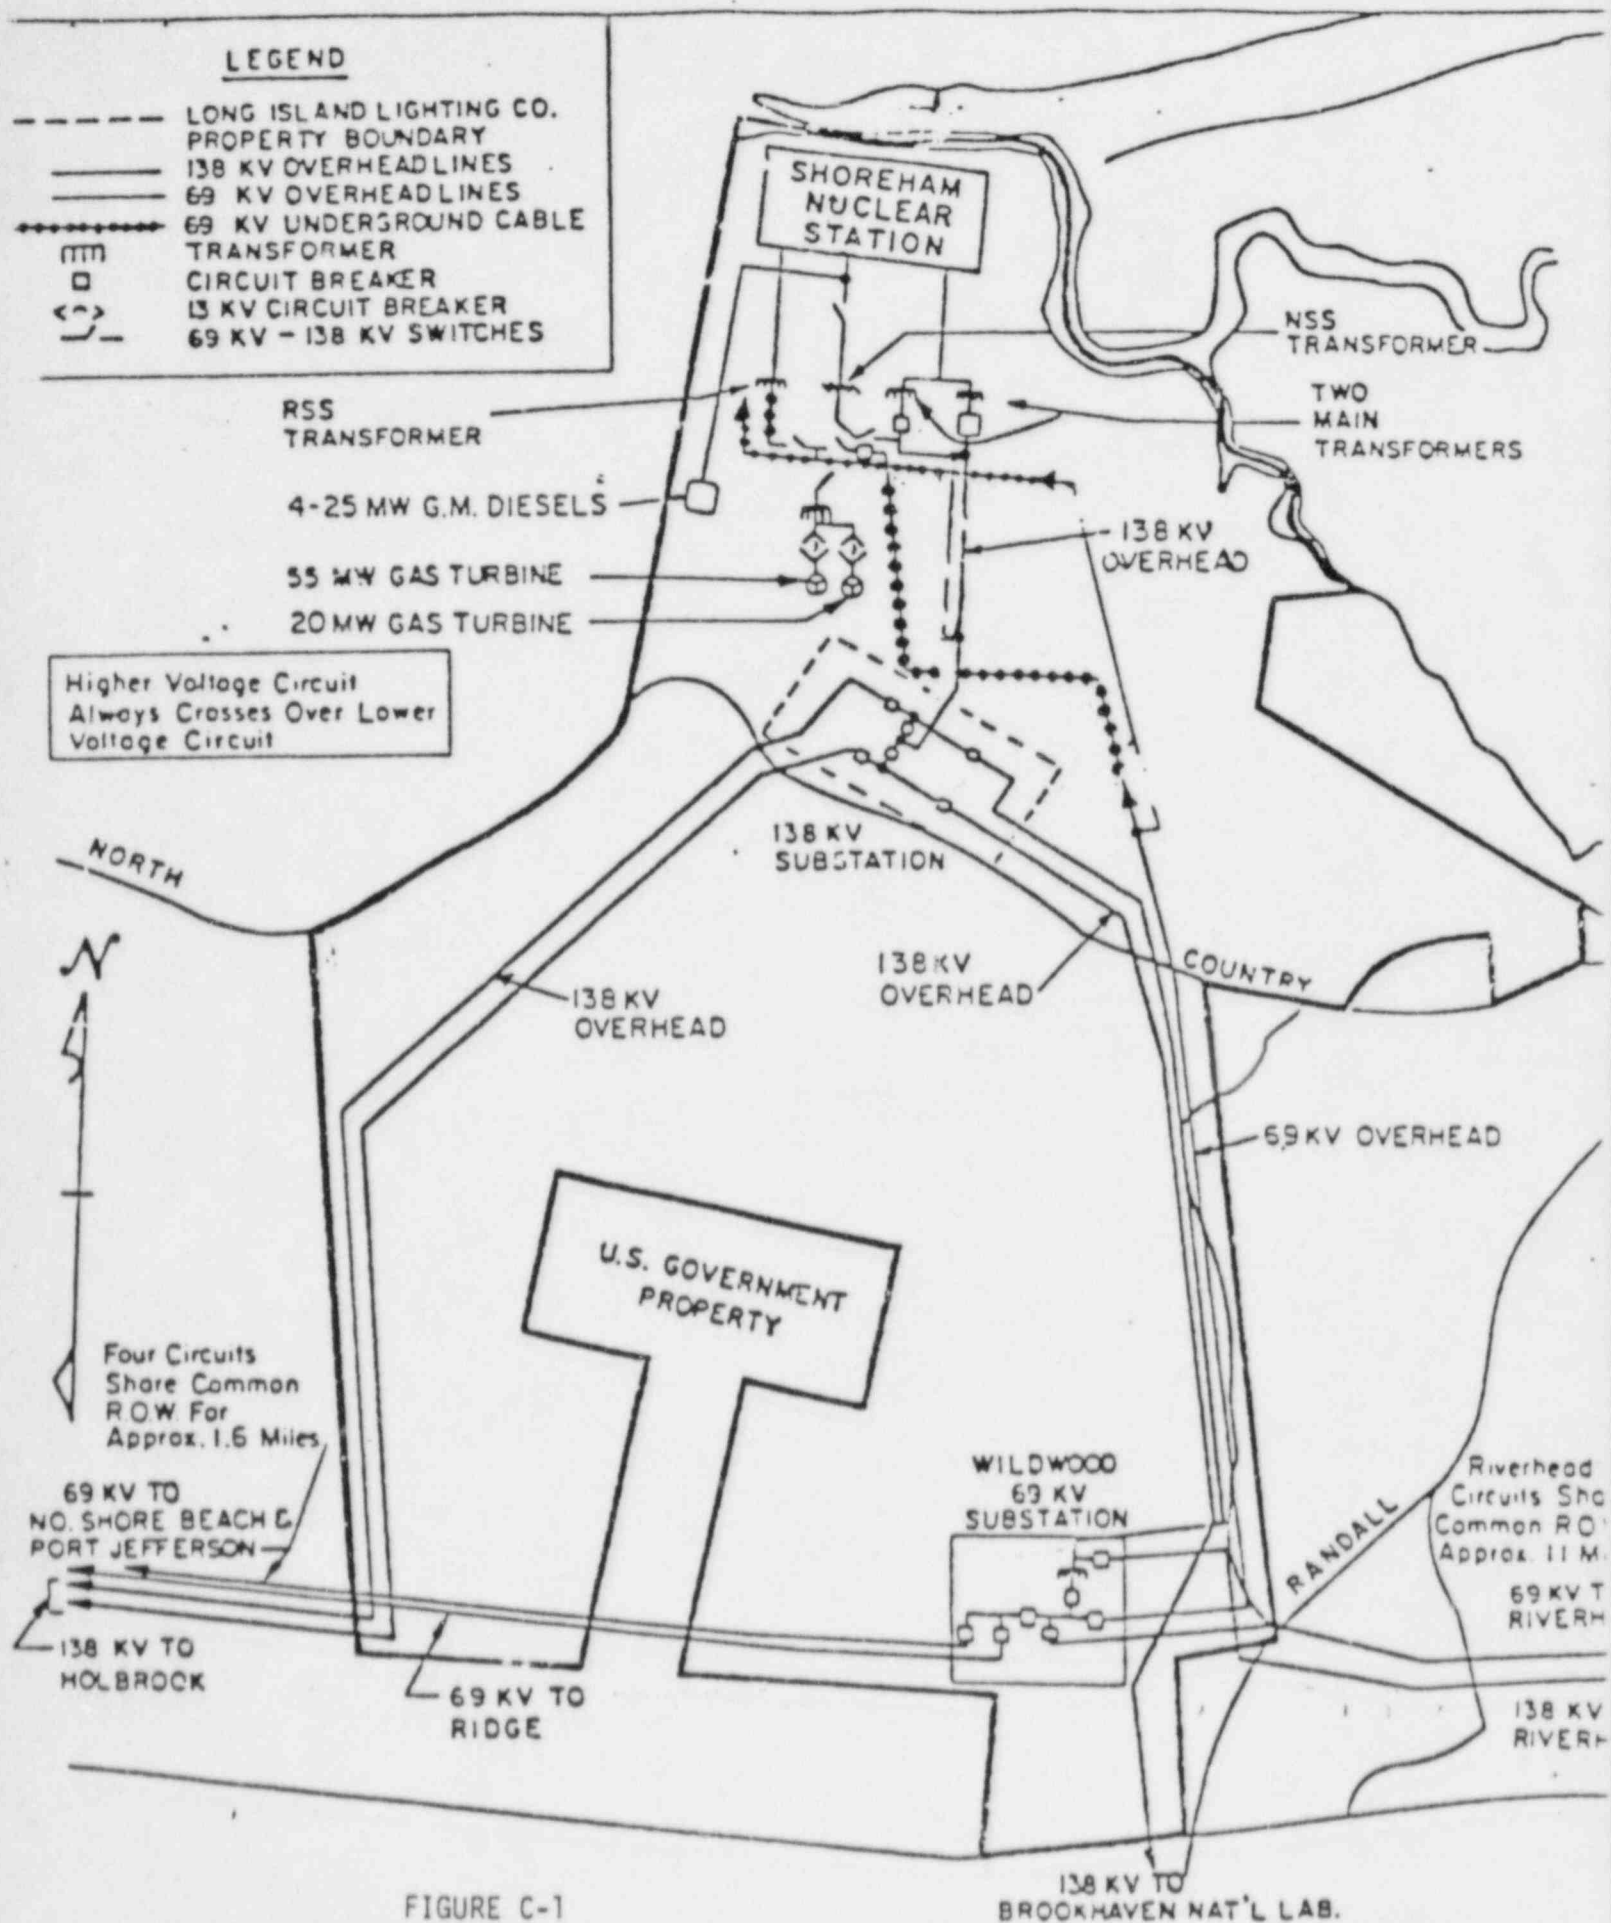 LEGEND
LONG ISLAND LIGHTING CO.
PROPERTY BOUNDARY
138 KV OVERHEAD LINES
69 KV OVERHEAD LINES
69 KV UNDERGROUND CABLE
TRANSFORMER
CIRCUIT BREAKER
13 KV CIRCUIT BREAKER
69 KV - 138 KV SWITCHES
SHOREHAM
NUCLEAR
STATION
NSS
TRANSFORMER
RSS
TRANSFORMER
TWO
MAIN
TRANSFORMERS
4-25 MW G.M. DIESELS
138 KV
OVERHEAD
55 MW GAS TURBINE
20 MW GAS TURBINE
Higher Voltage Circuit
Always Crosses Over Lower
Voltage Circuit
138 KV
SUBSTATION
NORTH
N
138 KV
OVERHEAD
138 KV
OVERHEAD
COUNTRY
69 KV OVERHEAD
U.S. GOVERNMENT
PROPERTY
Four Circuits
Share Common
R.O.W. For
Approx. 1.6 Miles
69 KV TO
NO. SHORE BEACH &
PORT JEFFERSON
138 KV TO
HOLBROOK
69 KV TO
RIDGE
WILDWOOD
69 KV
SUBSTATION
RANDALL
Riverhead
Circuits Sha
Common RO
Approx. 11 M
69 KV T
RIVERH
138 KV
RIVERH
138 KV TO
BROOKHAVEN NAT'L LAB.
FIGURE C-1